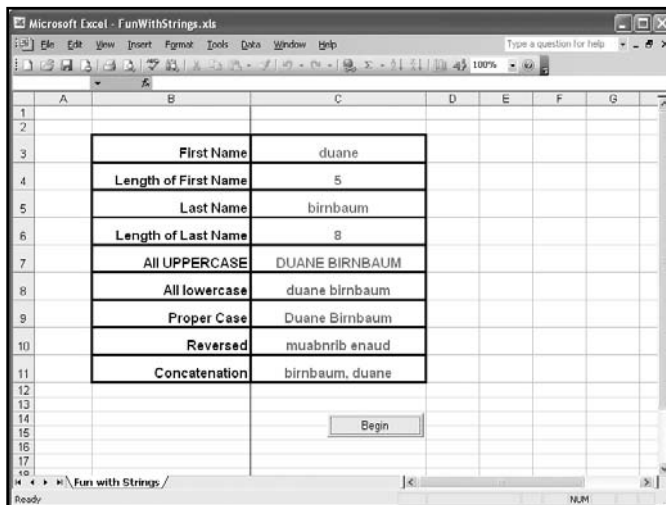 Microsoft Excel - FunWithStrings.xls
File Edit View Insert Format Tools Data Window Help Type a question for help
100%
fx
A B C D E F G
1
2
3 First Name duane
4 Length of First Name 5
5 Last Name birnbaum
6 Length of Last Name 8
7 All UPPERCASE DUANE BIRNBAUM
8 All lowercase duane birnbaum
9 Proper Case Duane Birnbaum
10 Reversed muabnrib enaud
11 Concatenation birnbaum, duane
12
13
14 Begin
15
16
17
18
Fun with Strings
Ready NUM